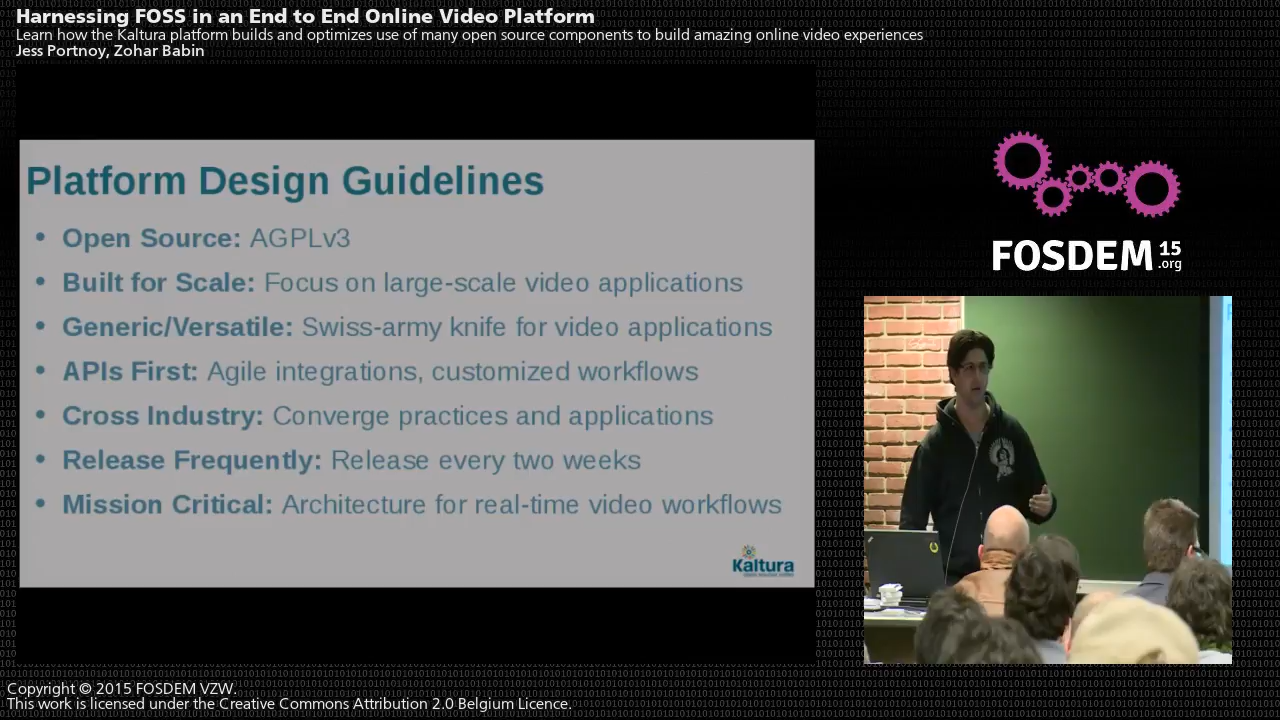 Harnessing FOSS in an End to End Online Video Platform
Learn how the Kaltura platform builds and optimizes use of many open source components to build amazing online video experiences
Jess Portnoy, Zohar Babin
Platform Design Guidelines
• Open Source: AGPLv3
• Built for Scale: Focus on large-scale video applications
• Generic/Versatile: Swiss-army knife for video applications
• APIs First: Agile integrations, customized workflows
• Cross Industry: Converge practices and applications
• Release Frequently: Release every two weeks
• Mission Critical: Architecture for real-time video workflows
Kaltura
FOSDEM 15
.org
Copyright © 2015 FOSDEM VZW.
This work is licensed under the Creative Commons Attribution 2.0 Belgium Licence.